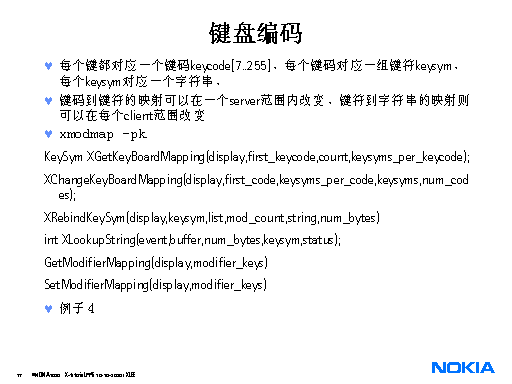 键盘编码
每个键都对应一个键码keycode[7..255]、每个键码对应一组键符keysym、
每个keysym对应一个字符串、
键码到键符的映射可以在一个server范围内改变、键符到字符串的映射则
可以在每个client范围改变
xmodmap -pk
KeySym XGetKeyBoardMapping(display,first_keycode,count,keysyms_per_keycode);
XChangeKeyBoardMapping(display,first_code,keysyms_per_code,keysyms,num_cod
es);
XRebindKeySym(display,keysym,list,mod_count,string,num_bytes)
int XLookupString(event,buffer,num_bytes,keysym,status);
GetModifierMapping(display,modifier_keys)
SetModifierMapping(display,modifier_keys)
例子 4
NOKIA